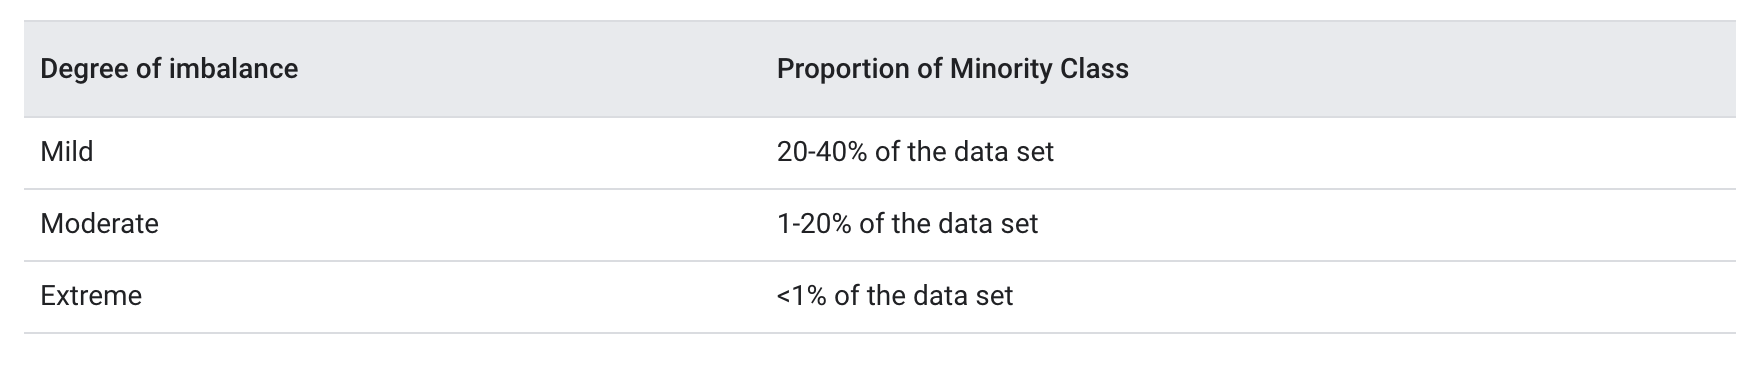 Degree of imbalance Proportion of Minority Class
Mild 20-40% of the data set
Moderate 1-20% of the data set
Extreme <1% of the data set